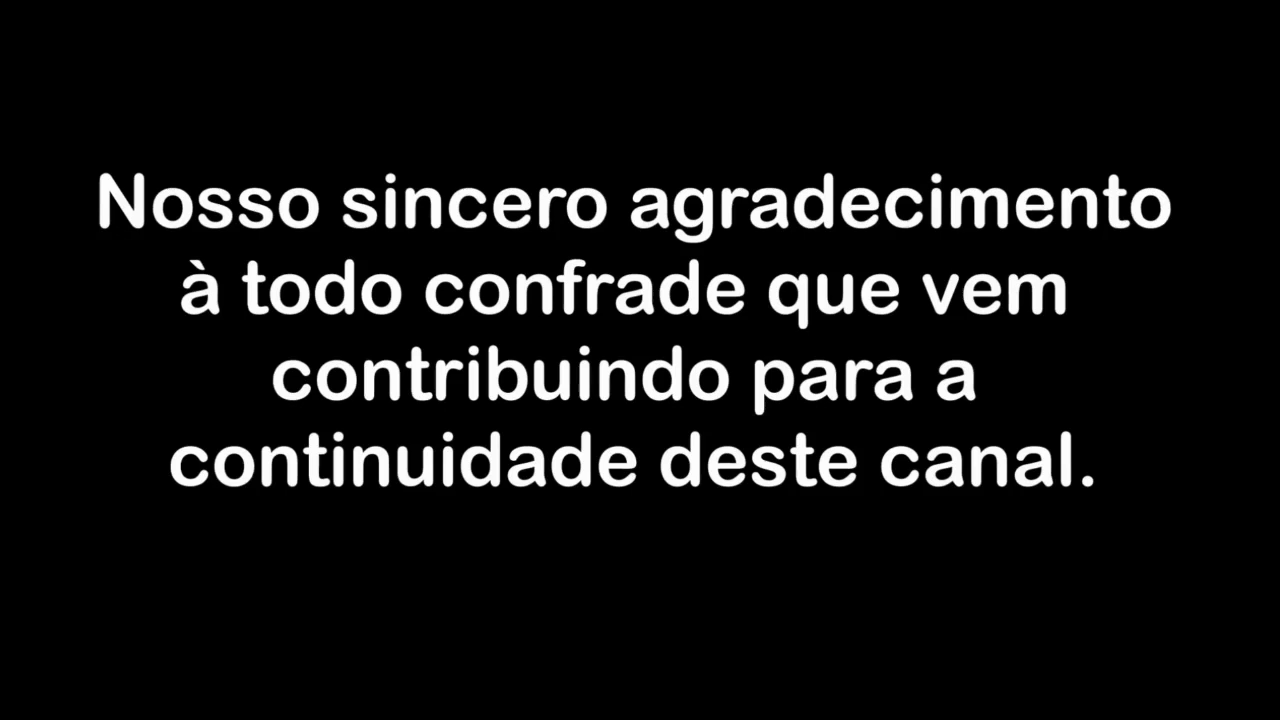 Nosso sincero agradecimento
à todo confrade que vem
contribuindo para a
continuidade deste canal.